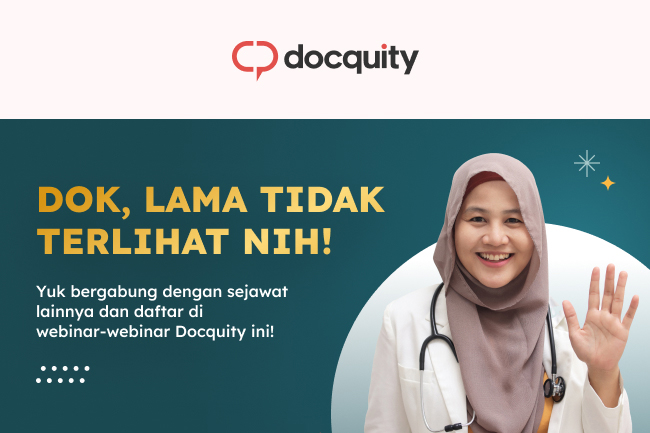 docquity
DOK, LAMA TIDAK
TERLIHAT NIH!
Yuk bergabung dengan sejawat
lainnya dan daftar di
webinar-webinar Docquity ini!